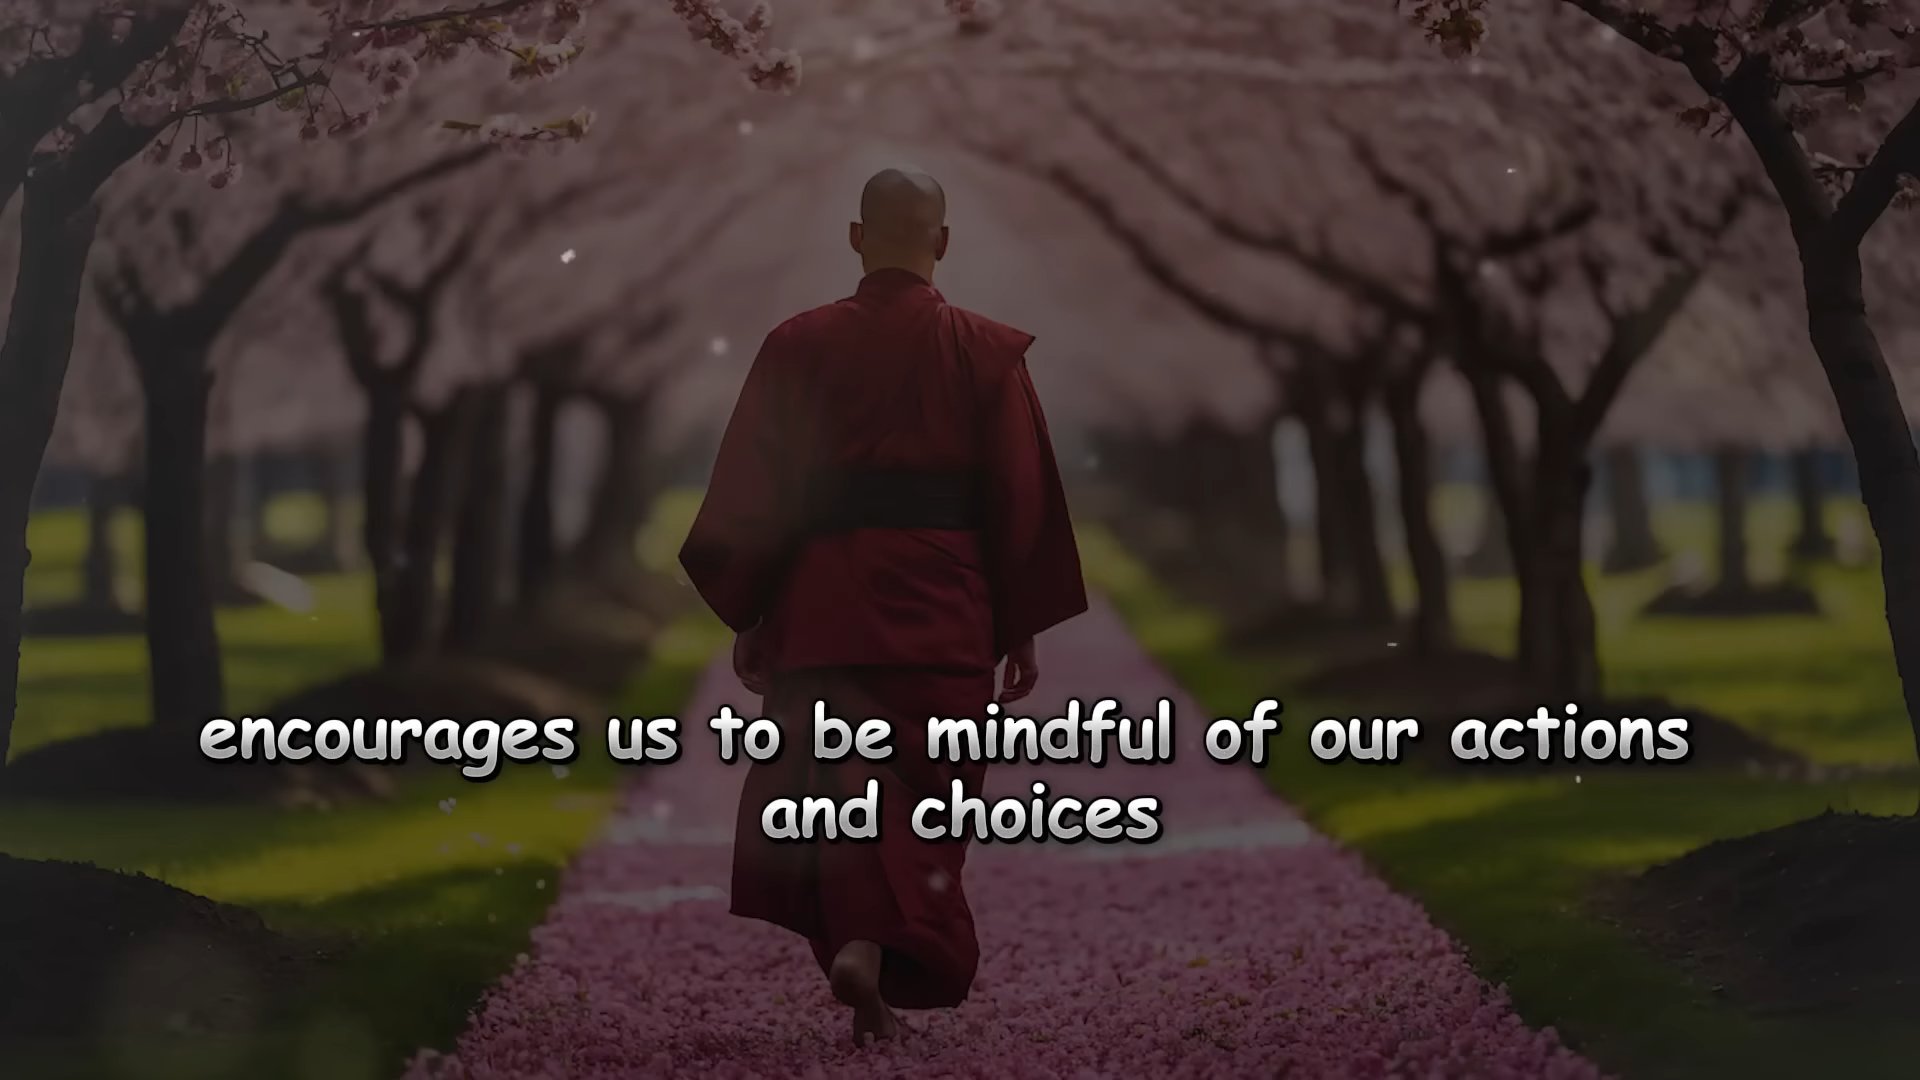 encourages us to be mindful of our actions
and choices